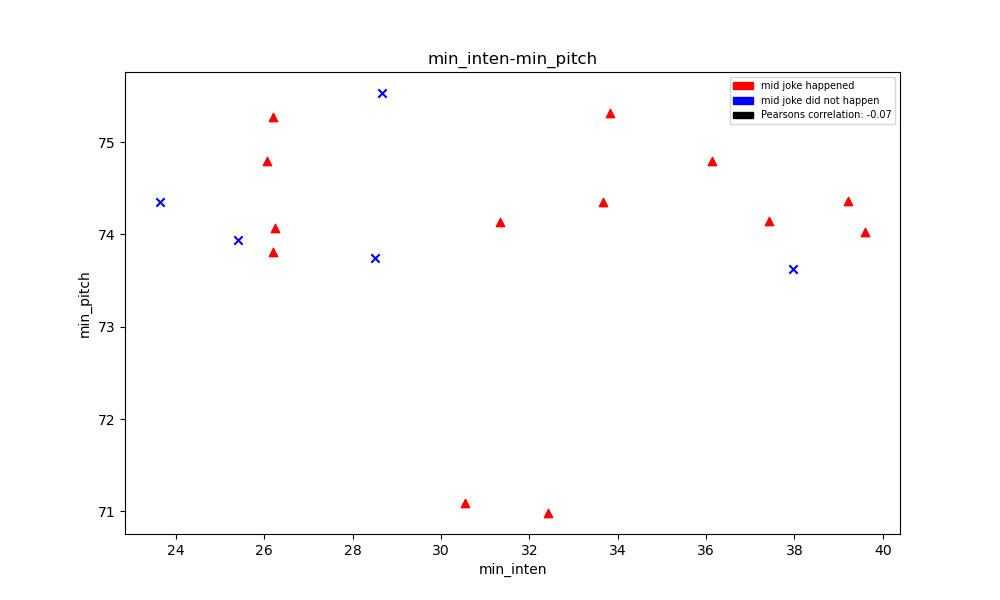 min_inten-min_pitch
mid joke happened
mid joke did not happen
Pearsons correlation: -0.07
75
74
73
72
71
min_pitch
24 26 28 30 32 34 36 38 40
min_inten